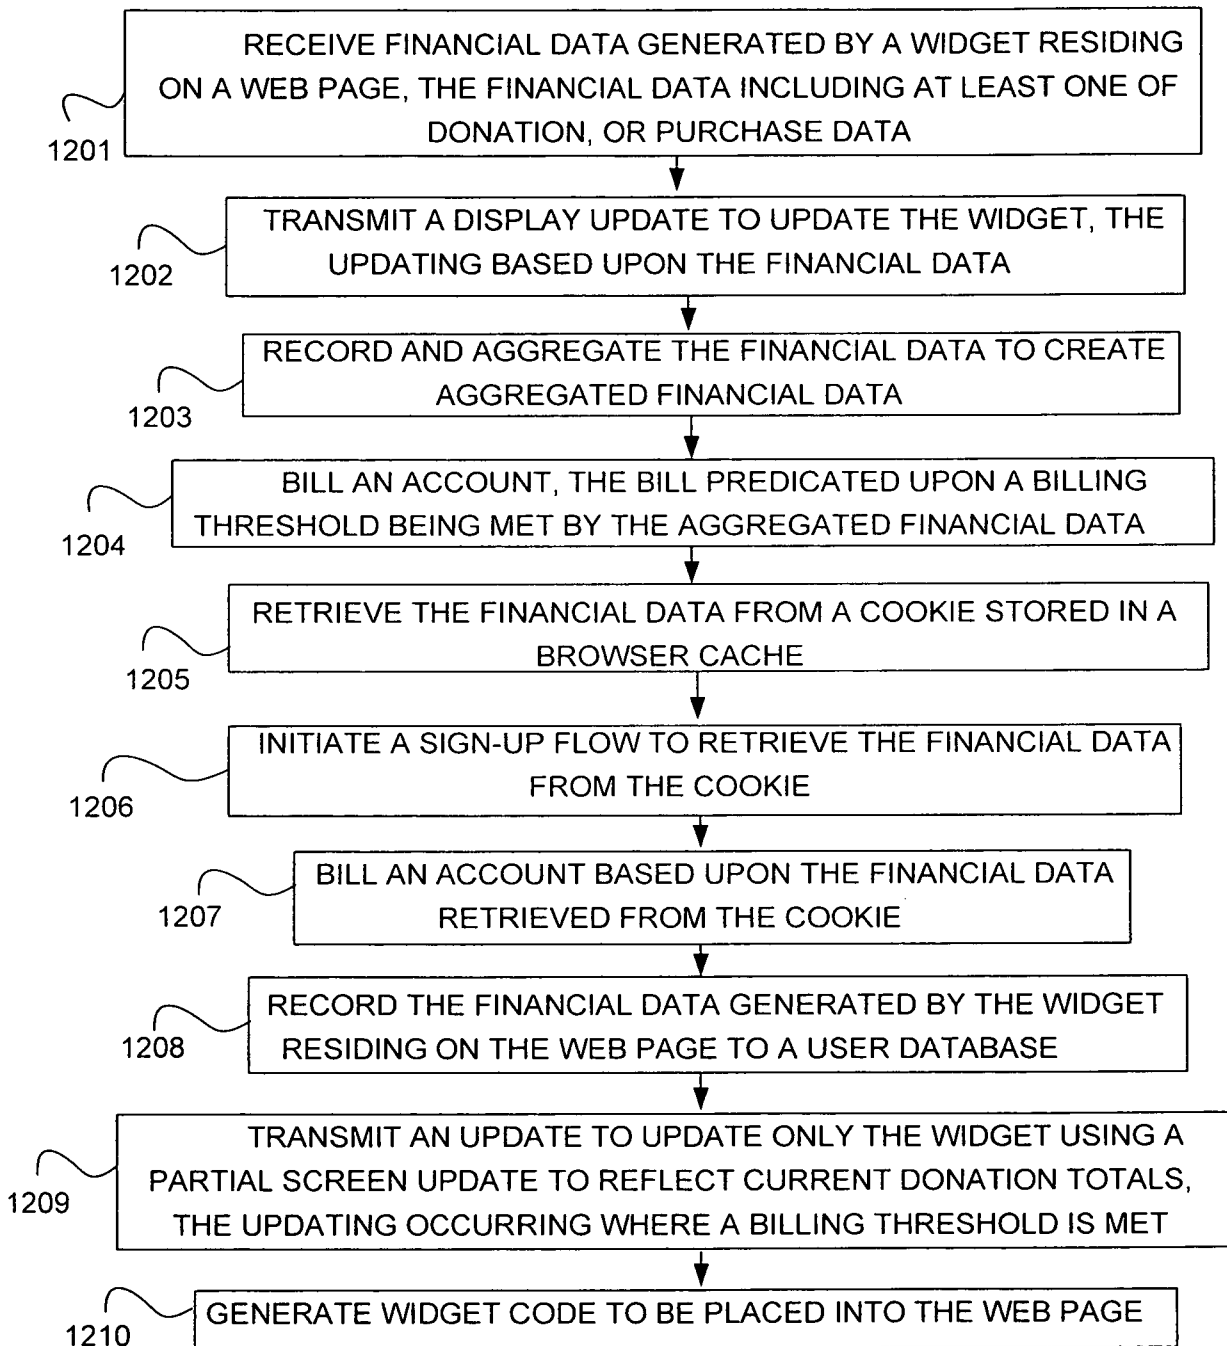 RECEIVE FINANCIAL DATA GENERATED BY A WIDGET RESIDING
ON A WEB PAGE, THE FINANCIAL DATA INCLUDING AT LEAST ONE OF
DONATION, OR PURCHASE DATA
1201
TRANSMIT A DISPLAY UPDATE TO UPDATE THE WIDGET, THE
UPDATING BASED UPON THE FINANCIAL DATA
1202
RECORD AND AGGREGATE THE FINANCIAL DATA TO CREATE
AGGREGATED FINANCIAL DATA
1203
BILL AN ACCOUNT, THE BILL PREDICATED UPON A BILLING
THRESHOLD BEING MET BY THE AGGREGATED FINANCIAL DATA
1204
RETRIEVE THE FINANCIAL DATA FROM A COOKIE STORED IN A
BROWSER CACHE
1205
INITIATE A SIGN-UP FLOW TO RETRIEVE THE FINANCIAL DATA
FROM THE COOKIE
1206
BILL AN ACCOUNT BASED UPON THE FINANCIAL DATA
RETRIEVED FROM THE COOKIE
1207
RECORD THE FINANCIAL DATA GENERATED BY THE WIDGET
RESIDING ON THE WEB PAGE TO A USER DATABASE
1208
TRANSMIT AN UPDATE TO UPDATE ONLY THE WIDGET USING A
PARTIAL SCREEN UPDATE TO REFLECT CURRENT DONATION TOTALS,
THE UPDATING OCCURRING WHERE A BILLING THRESHOLD IS MET
1209
GENERATE WIDGET CODE TO BE PLACED INTO THE WEB PAGE
1210